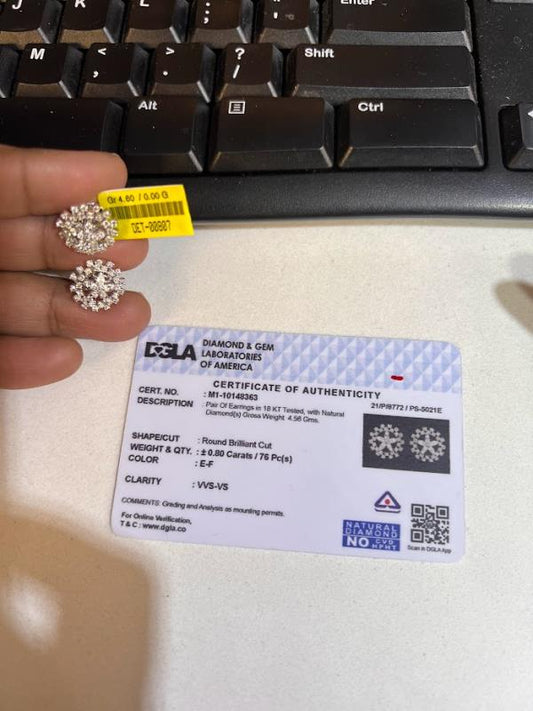 J K L : ; " ' Enter
M < , > . ? / Shift
Alt Ctrl
Gr 4.60 / 0.00 G
DET-00907
DGLA DIAMOND & GEM
LABORATORIES
OF AMERICA
CERTIFICATE OF AUTHENTICITY
CERT. NO. : M1-10148363
21/P/9772 / PS-5021E
DESCRIPTION : Pair Of Earrings in 18 KT Tested, with Natural
Diamond(s) Gross Weight 4.56 Gms.
SHAPE/CUT : Round Brilliant Cut
WEIGHT & QTY. : ± 0.80 Carats / 76 Pc(s)
COLOR : E-F
CLARITY : VVS-VS
COMMENTS: Grading and Analysis as mounting permits.
For Online Verification,
T & C : www.dgla.co
NATURAL
DIAMOND
NO CVD
HPHT
Scan in DGLA App